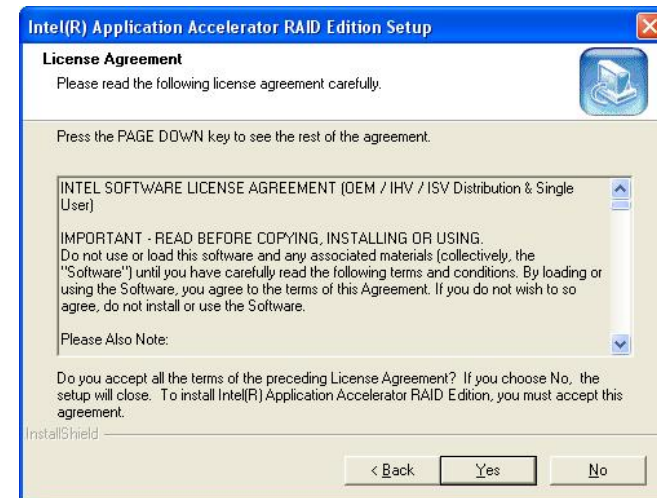 Intel(R) Application Accelerator RAID Edition Setup
License Agreement
Please read the following license agreement carefully.
Press the PAGE DOWN key to see the rest of the agreement.
INTEL SOFTWARE LICENSE AGREEMENT (OEM / IHV / ISV Distribution & Single
User)
IMPORTANT - READ BEFORE COPYING, INSTALLING OR USING.
Do not use or load this software and any associated materials (collectively, the
"Software") until you have carefully read the following terms and conditions. By loading or
using the Software, you agree to the terms of this Agreement. If you do not wish to so
agree, do not install or use the Software.
Please Also Note:
Do you accept all the terms of the preceding License Agreement? If you choose No, the
setup will close. To install Intel(R) Application Accelerator RAID Edition, you must accept this
agreement.
InstallShield
< Back
Yes
No